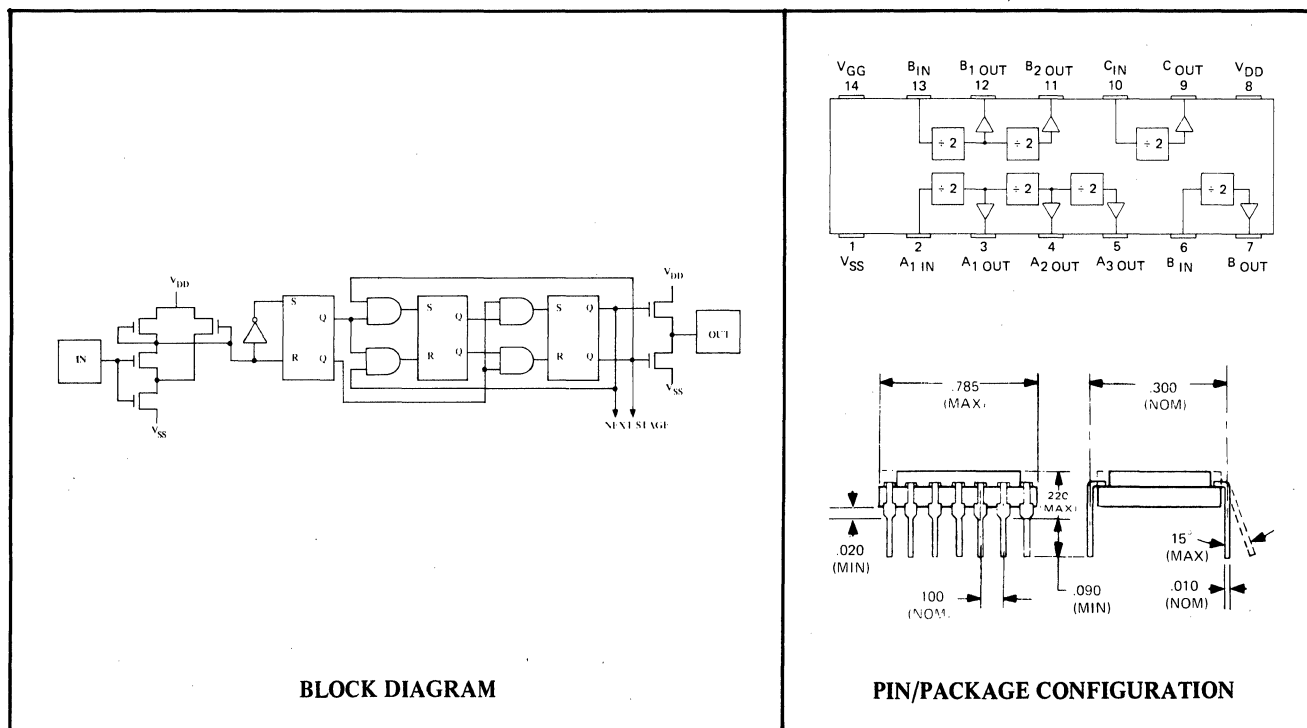 V_DD
IN
V_SS
S
R
Q
Q
S
R
Q
Q
S
R
Q
Q
V_DD
OUT
V_SS
NEXT STAGE
BLOCK DIAGRAM
V_GG B_IN B_1 OUT B_2 OUT C_IN C_OUT V_DD
14 13 12 11 10 9 8
÷ 2 ÷ 2 ÷ 2
÷ 2 ÷ 2 ÷ 2 ÷ 2
1 2 3 4 5 6 7
V_SS A_1 IN A_1 OUT A_2 OUT A_3 OUT B_IN B_OUT
.785
(MAX)
.300
(NOM)
.220
(MAX)
.020
(MIN)
.100
(NOM)
.090
(MIN)
15°
(MAX)
.010
(NOM)
PIN/PACKAGE CONFIGURATION